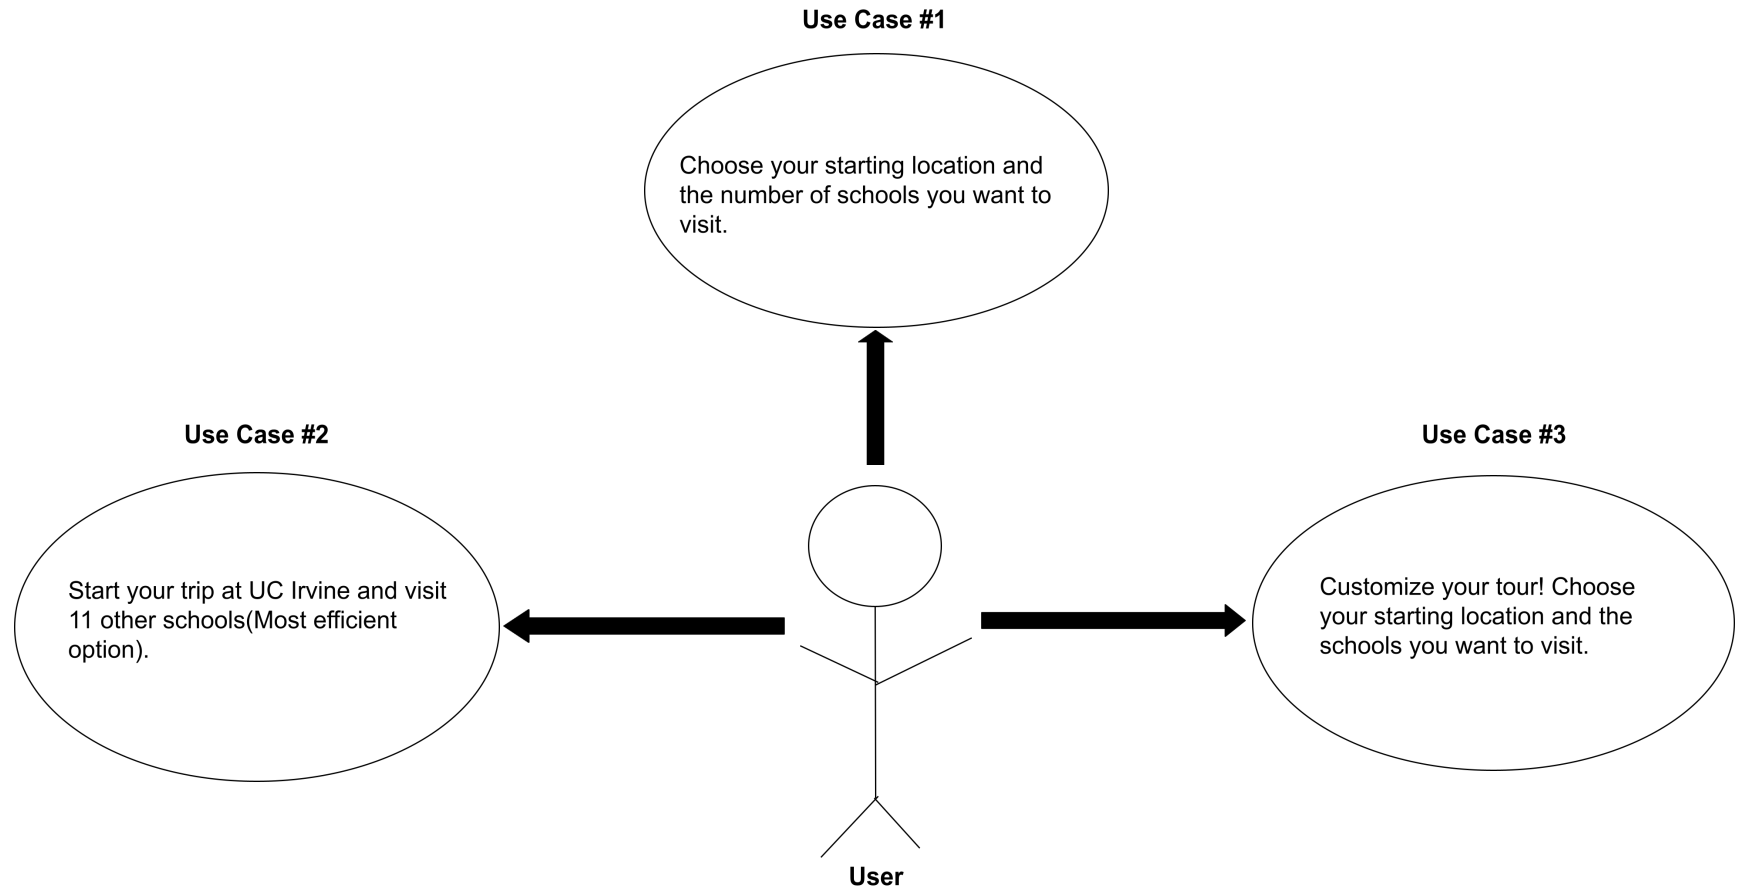 Use Case #1
Choose your starting location and
the number of schools you want to
visit.
Use Case #2
Start your trip at UC Irvine and visit
11 other schools(Most efficient
option).
Use Case #3
Customize your tour! Choose
your starting location and the
schools you want to visit.
User